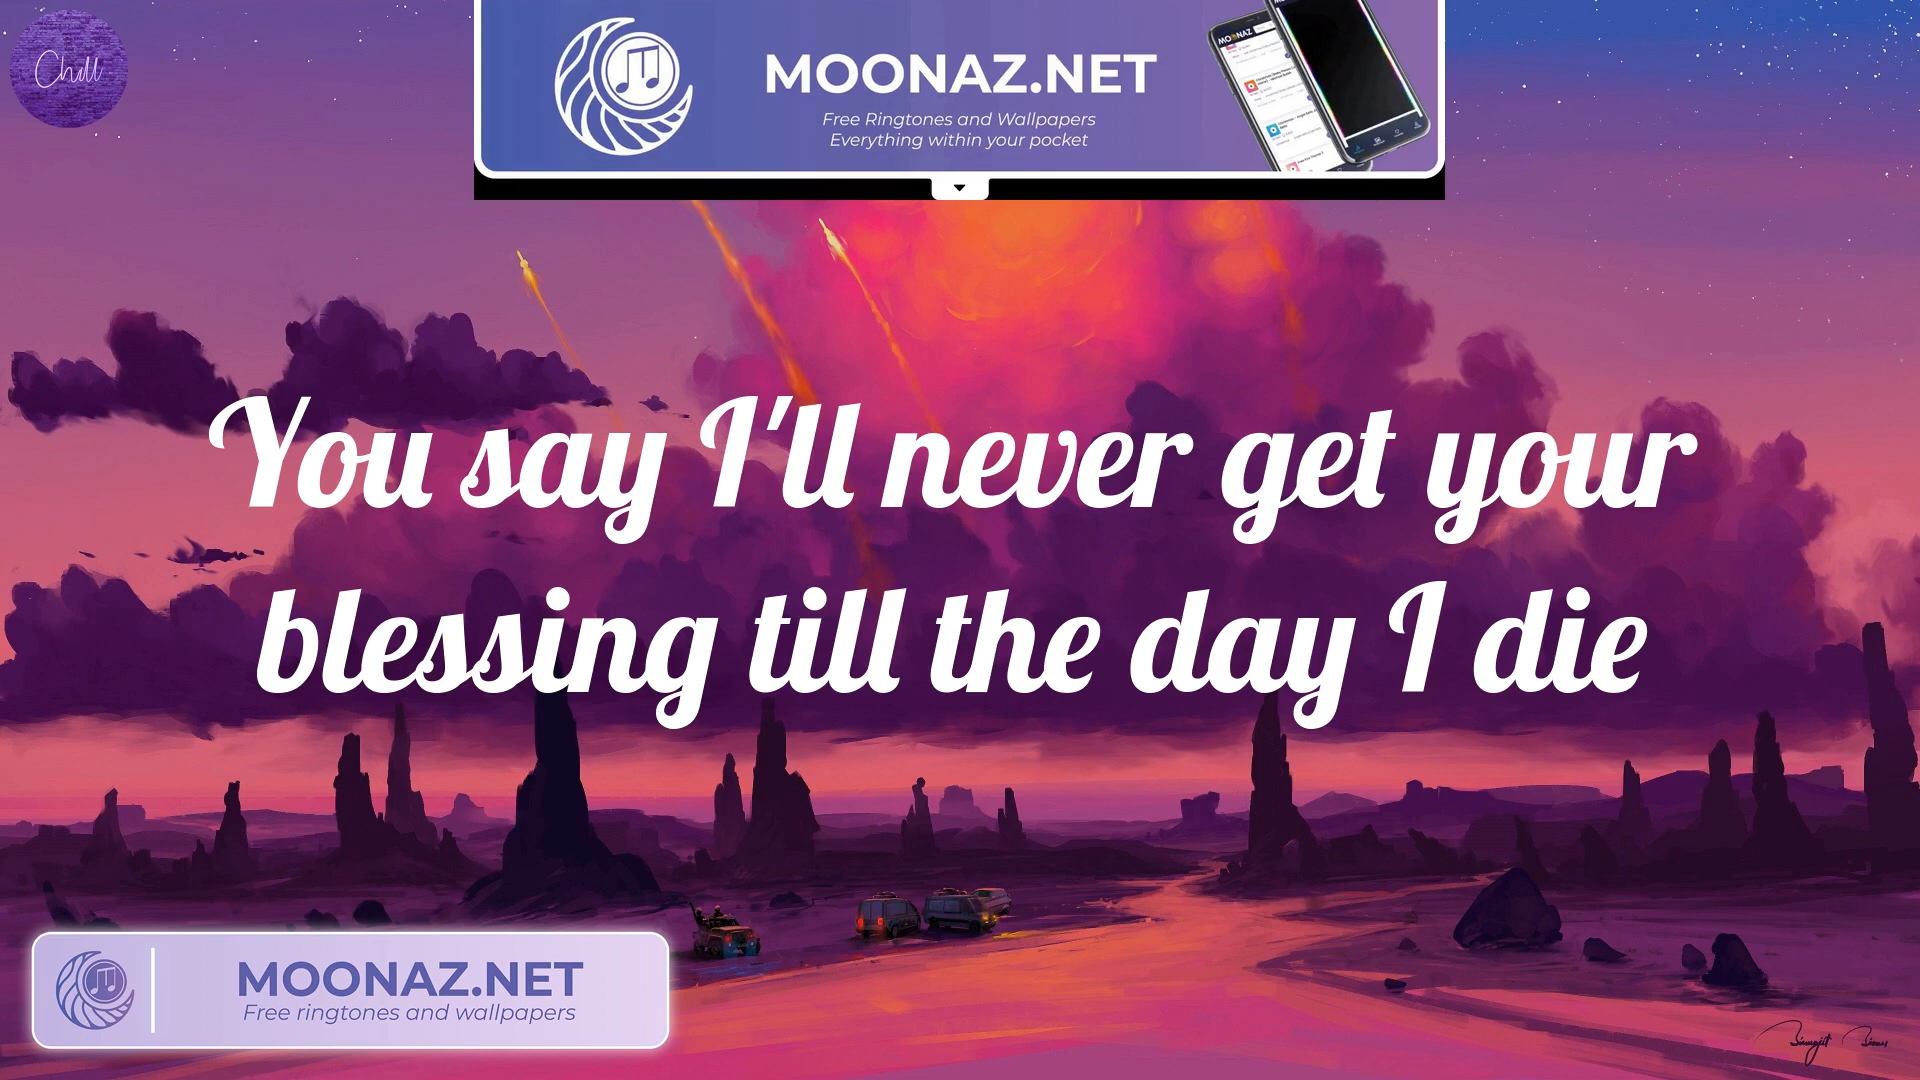 Chill
MOONAZ.NET
Free Ringtones and Wallpapers
Everything within your pocket
MOONAZ
You say I'll never get your
blessing till the day I die
MOONAZ.NET
Free ringtones and wallpapers